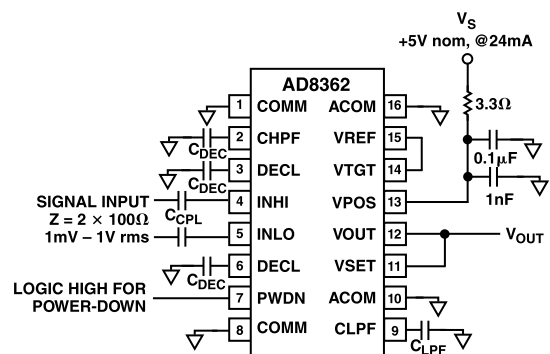 V_S
+5V nom, @24mA
AD8362
3.3Ω
1 COMM ACOM 16
C_DEC
2 CHPF VREF 15
0.1µF
C_DEC
3 DECL VTGT 14
1nF
SIGNAL INPUT
Z = 2 × 100Ω
1mV – 1V rms
C_CPL
4 INHI VPOS 13
5 INLO VOUT 12
V_OUT
C_DEC
6 DECL VSET 11
LOGIC HIGH FOR
POWER-DOWN
7 PWDN ACOM 10
8 COMM CLPF 9
C_LPF